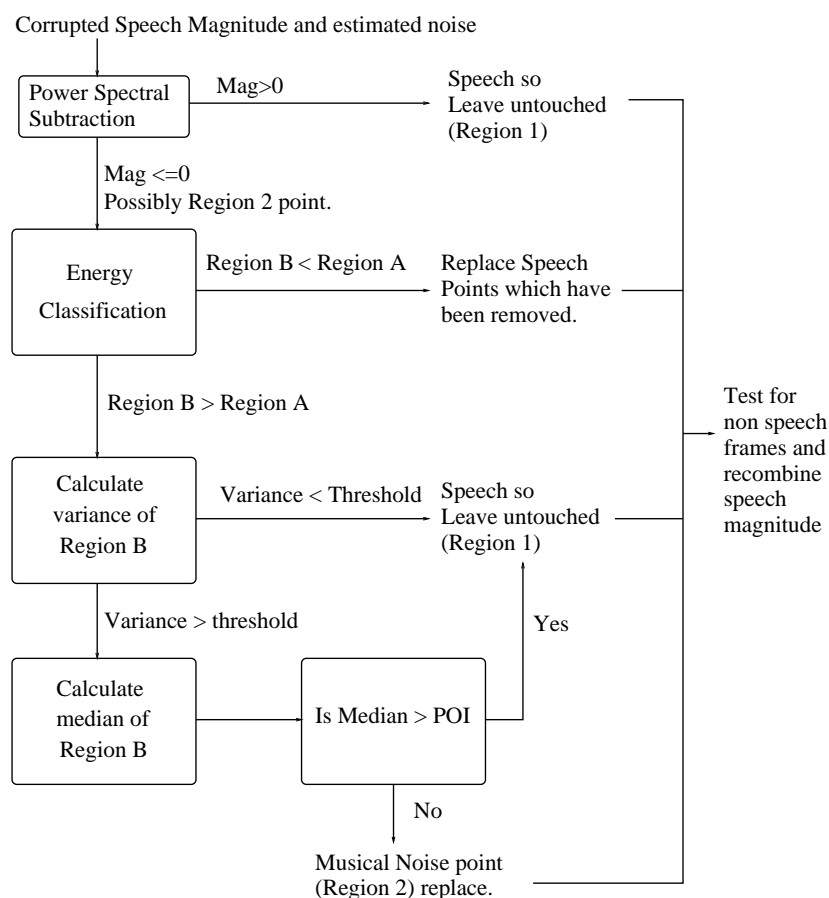 Corrupted Speech Magnitude and estimated noise
Power Spectral
Subtraction
Mag>0
Speech so
Leave untouched
(Region 1)
Mag <=0
Possibly Region 2 point.
Energy
Classification
Region B < Region A
Replace Speech
Points which have
been removed.
Region B > Region A
Test for
non speech
frames and
recombine
speech
magnitude
Calculate
variance of
Region B
Variance < Threshold
Speech so
Leave untouched
(Region 1)
Variance > threshold
Yes
Calculate
median of
Region B
Is Median > POI
No
Musical Noise point
(Region 2) replace.